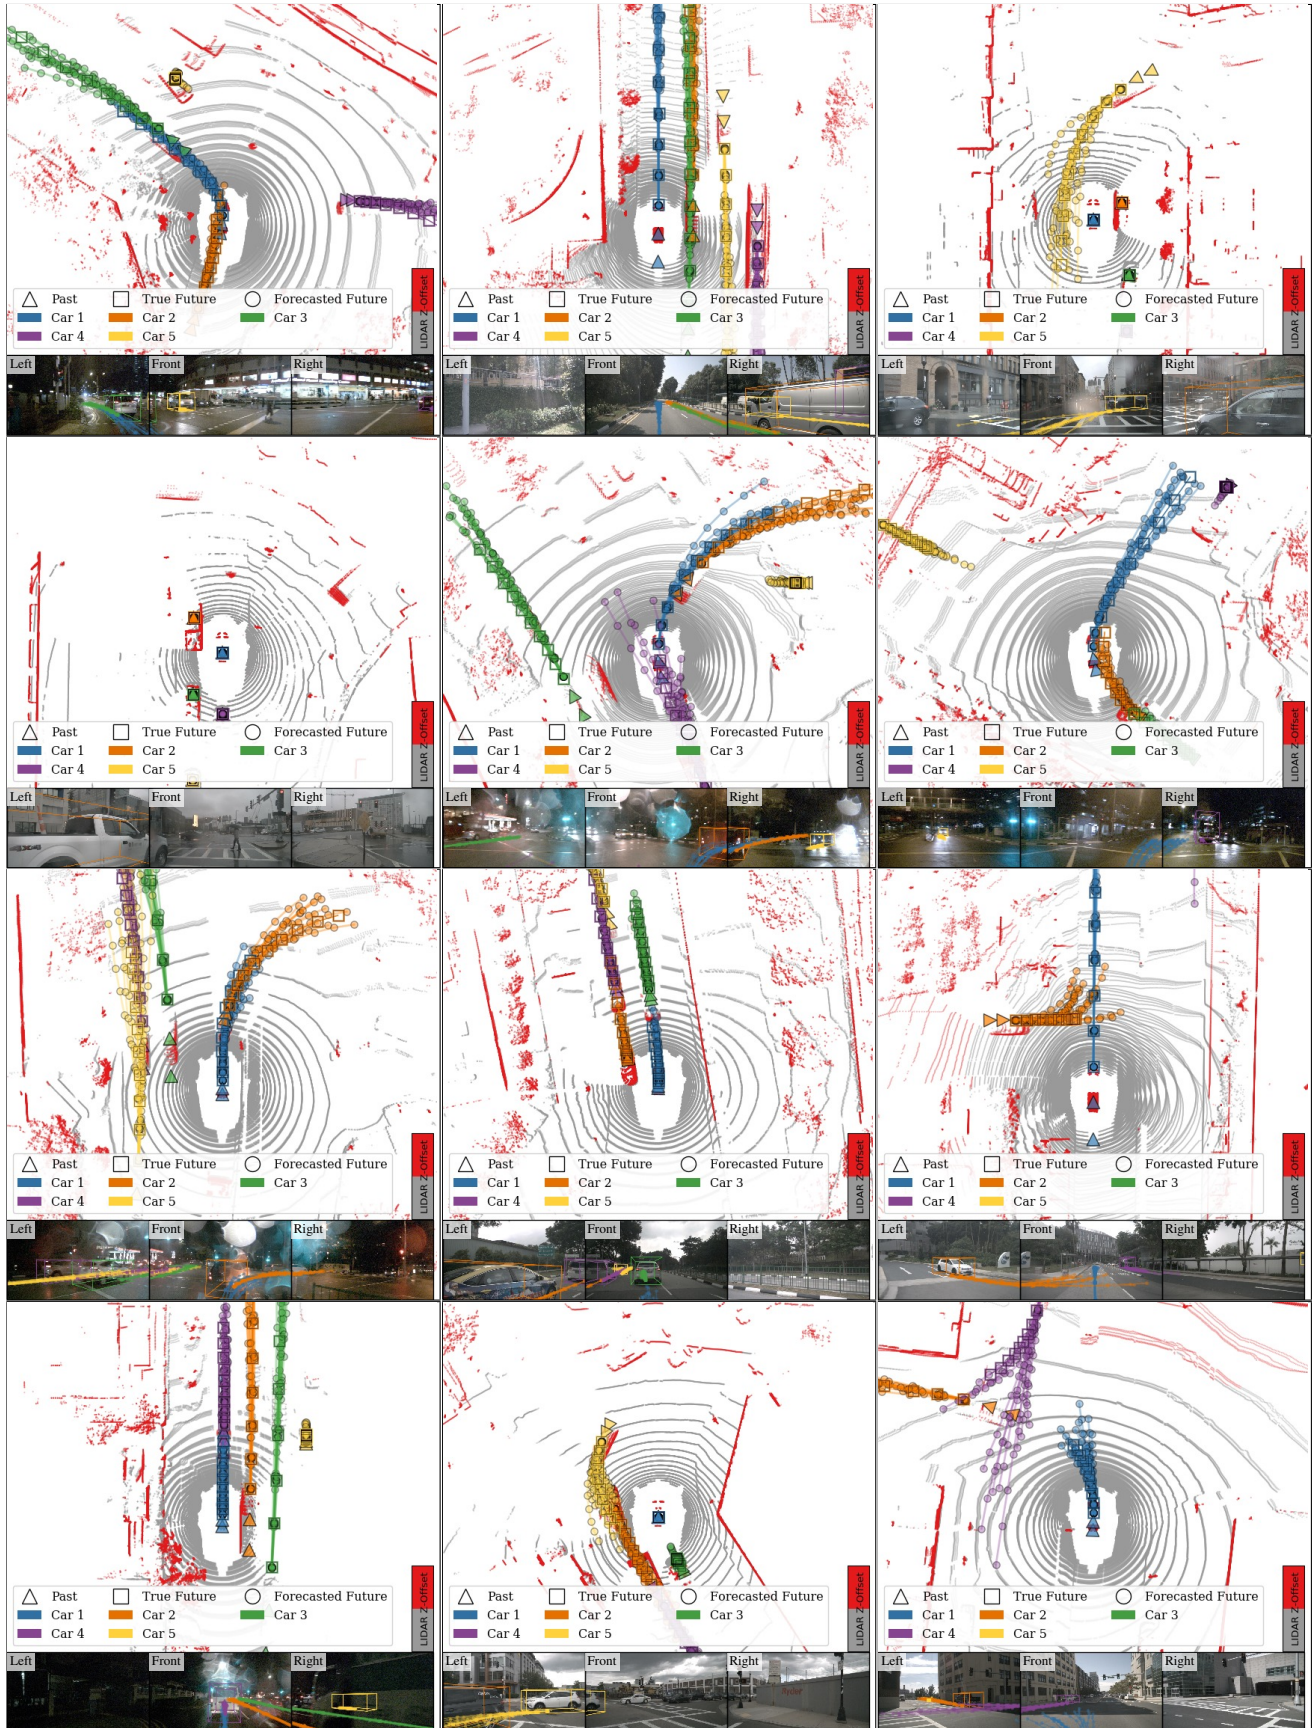 LIDAR Z-Offset
△ Past □ True Future ○ Forecasted Future
Car 1 Car 2 Car 3
Car 4 Car 5
Left Front Right
LIDAR Z-Offset
△ Past □ True Future ○ Forecasted Future
Car 1 Car 2 Car 3
Car 4 Car 5
Left Front Right
LIDAR Z-Offset
△ Past □ True Future ○ Forecasted Future
Car 1 Car 2 Car 3
Car 4 Car 5
Left Front Right
LIDAR Z-Offset
△ Past □ True Future ○ Forecasted Future
Car 1 Car 2 Car 3
Car 4 Car 5
Left Front Right
LIDAR Z-Offset
△ Past □ True Future ○ Forecasted Future
Car 1 Car 2 Car 3
Car 4 Car 5
Left Front Right
LIDAR Z-Offset
△ Past □ True Future ○ Forecasted Future
Car 1 Car 2 Car 3
Car 4 Car 5
Left Front Right
LIDAR Z-Offset
△ Past □ True Future ○ Forecasted Future
Car 1 Car 2 Car 3
Car 4 Car 5
Left Front Right
LIDAR Z-Offset
△ Past □ True Future ○ Forecasted Future
Car 1 Car 2 Car 3
Car 4 Car 5
Left Front Right
LIDAR Z-Offset
△ Past □ True Future ○ Forecasted Future
Car 1 Car 2 Car 3
Car 4 Car 5
Left Front Right
LIDAR Z-Offset
△ Past □ True Future ○ Forecasted Future
Car 1 Car 2 Car 3
Car 4 Car 5
Left Front Right
LIDAR Z-Offset
△ Past □ True Future ○ Forecasted Future
Car 1 Car 2 Car 3
Car 4 Car 5
Left Front Right
LIDAR Z-Offset
△ Past □ True Future ○ Forecasted Future
Car 1 Car 2 Car 3
Car 4 Car 5
Left Front Right